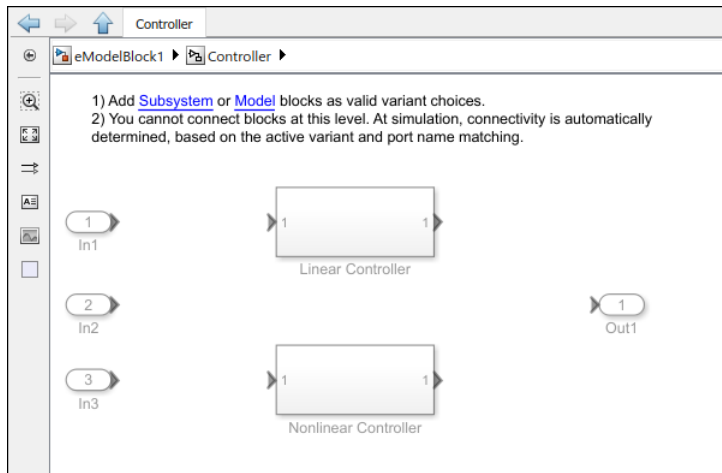 Controller
eModelBlock1 Controller
1) Add Subsystem or Model blocks as valid variant choices.
2) You cannot connect blocks at this level. At simulation, connectivity is automatically
determined, based on the active variant and port name matching.
1
In1
1 1
Linear Controller
2
In2
1
Out1
3
In3
1 1
Nonlinear Controller